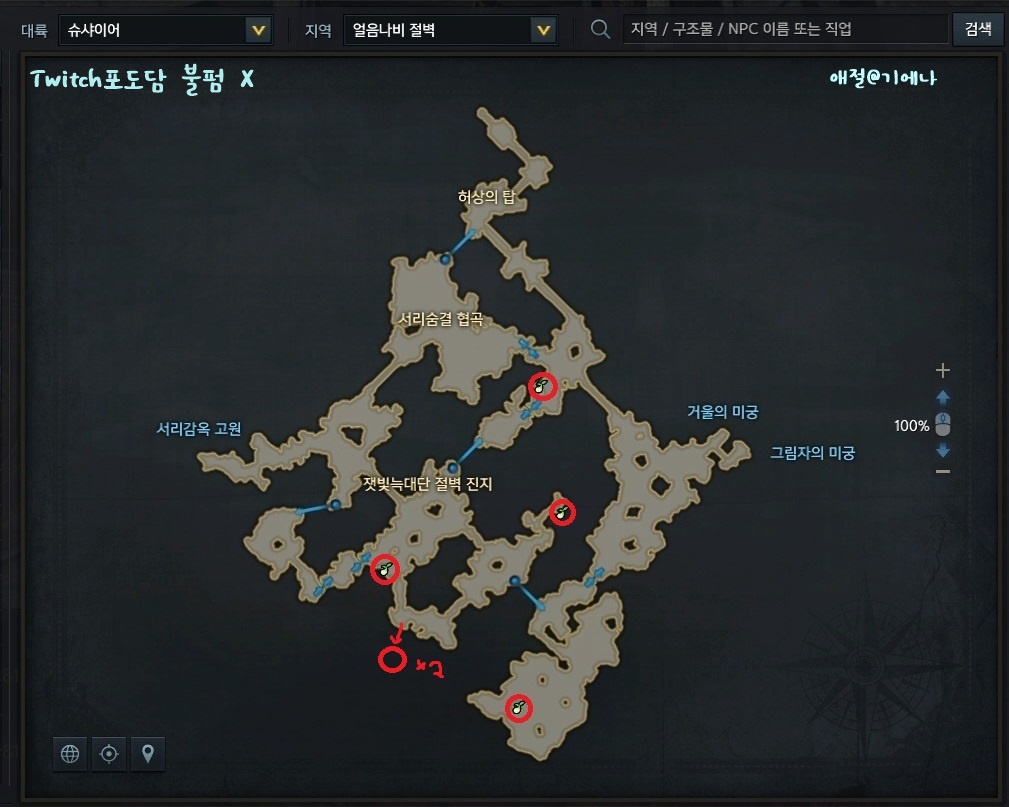 대륙 슈샤이어 지역 얼음나비 절벽 지역 / 구조물 / NPC 이름 또는 직업 검색
Twitch포도담 불펌 X 애절@기에나
허상의 탑
서리숨결 협곡
거울의 미궁
서리감옥 고원
100%
그림자의 미궁
잿빛늑대단 절벽 진지
x2